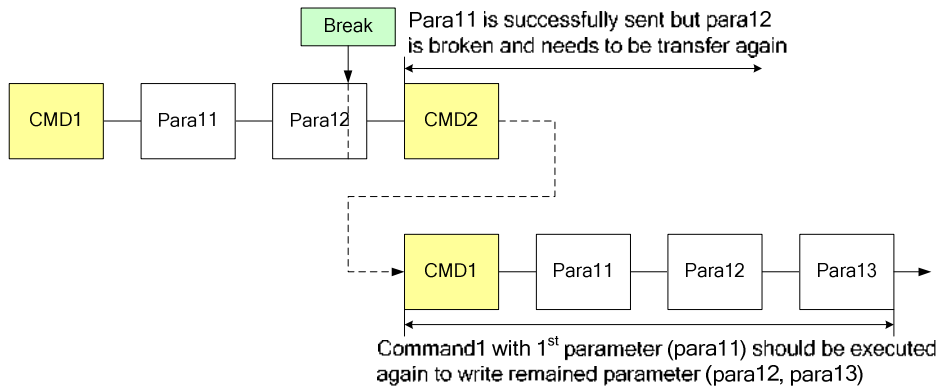 Break
Para11 is successfully sent but para12
is broken and needs to be transfer again
CMD1
Para11
Para12
CMD2
CMD1
Para11
Para12
Para13
Command1 with 1st parameter (para11) should be executed
again to write remained parameter (para12, para13)